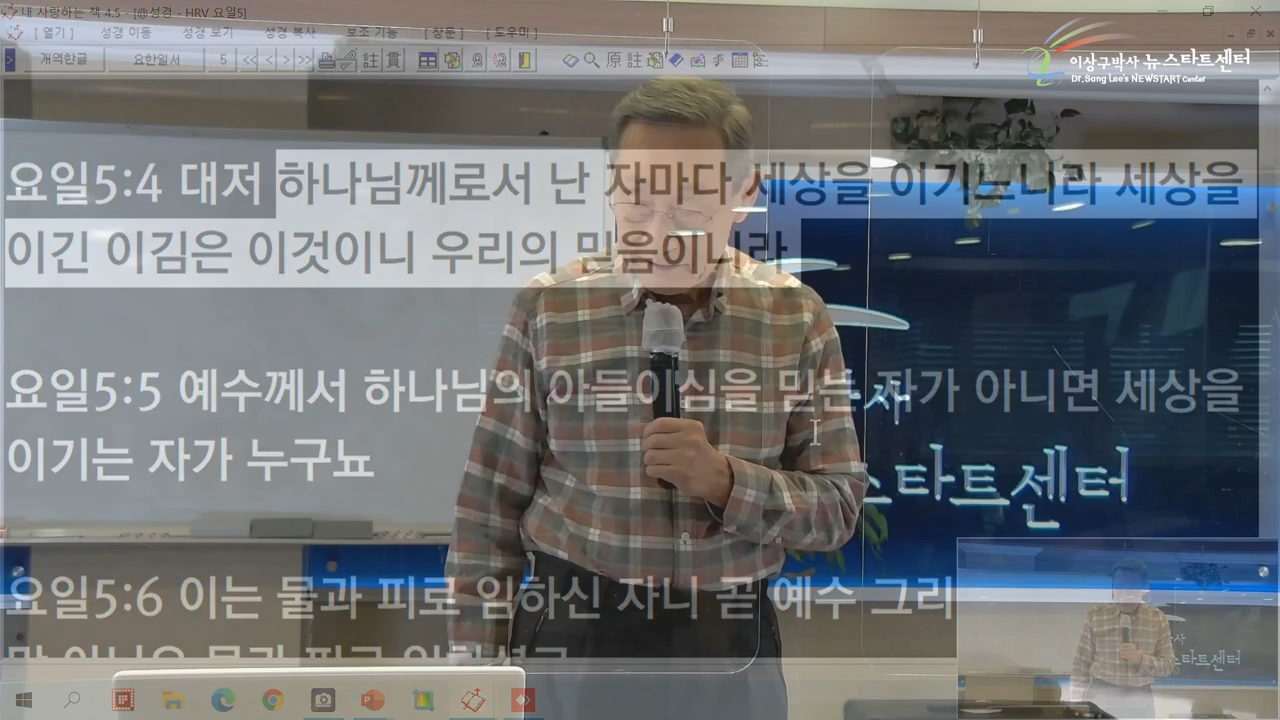 내 사랑하는 책 4.5 - [@성경 - HRV 요일5]
[ 열기 ] 성경 이동 성경 보기 성경 복사 보조 기능 [ 창문 ] [ 도우미 ]
개역한글 요한일서 5 << < > >> 註 貫 原 註
이상구박사 뉴스타트센터
Dr.Sang Lee's NEWSTART Center
요일5:4 대저 하나님께로서 난 자마다 세상을 이기느니라 세상을
이긴 이김은 이것이니 우리의 믿음이니라
요일5:5 예수께서 하나님의 아들이심을 믿는 자가 아니면 세상을
이기는 자가 누구뇨
스타트센터
요일5:6 이는 물과 피로 임하신 자니 곧 예수 그리
스타트센터